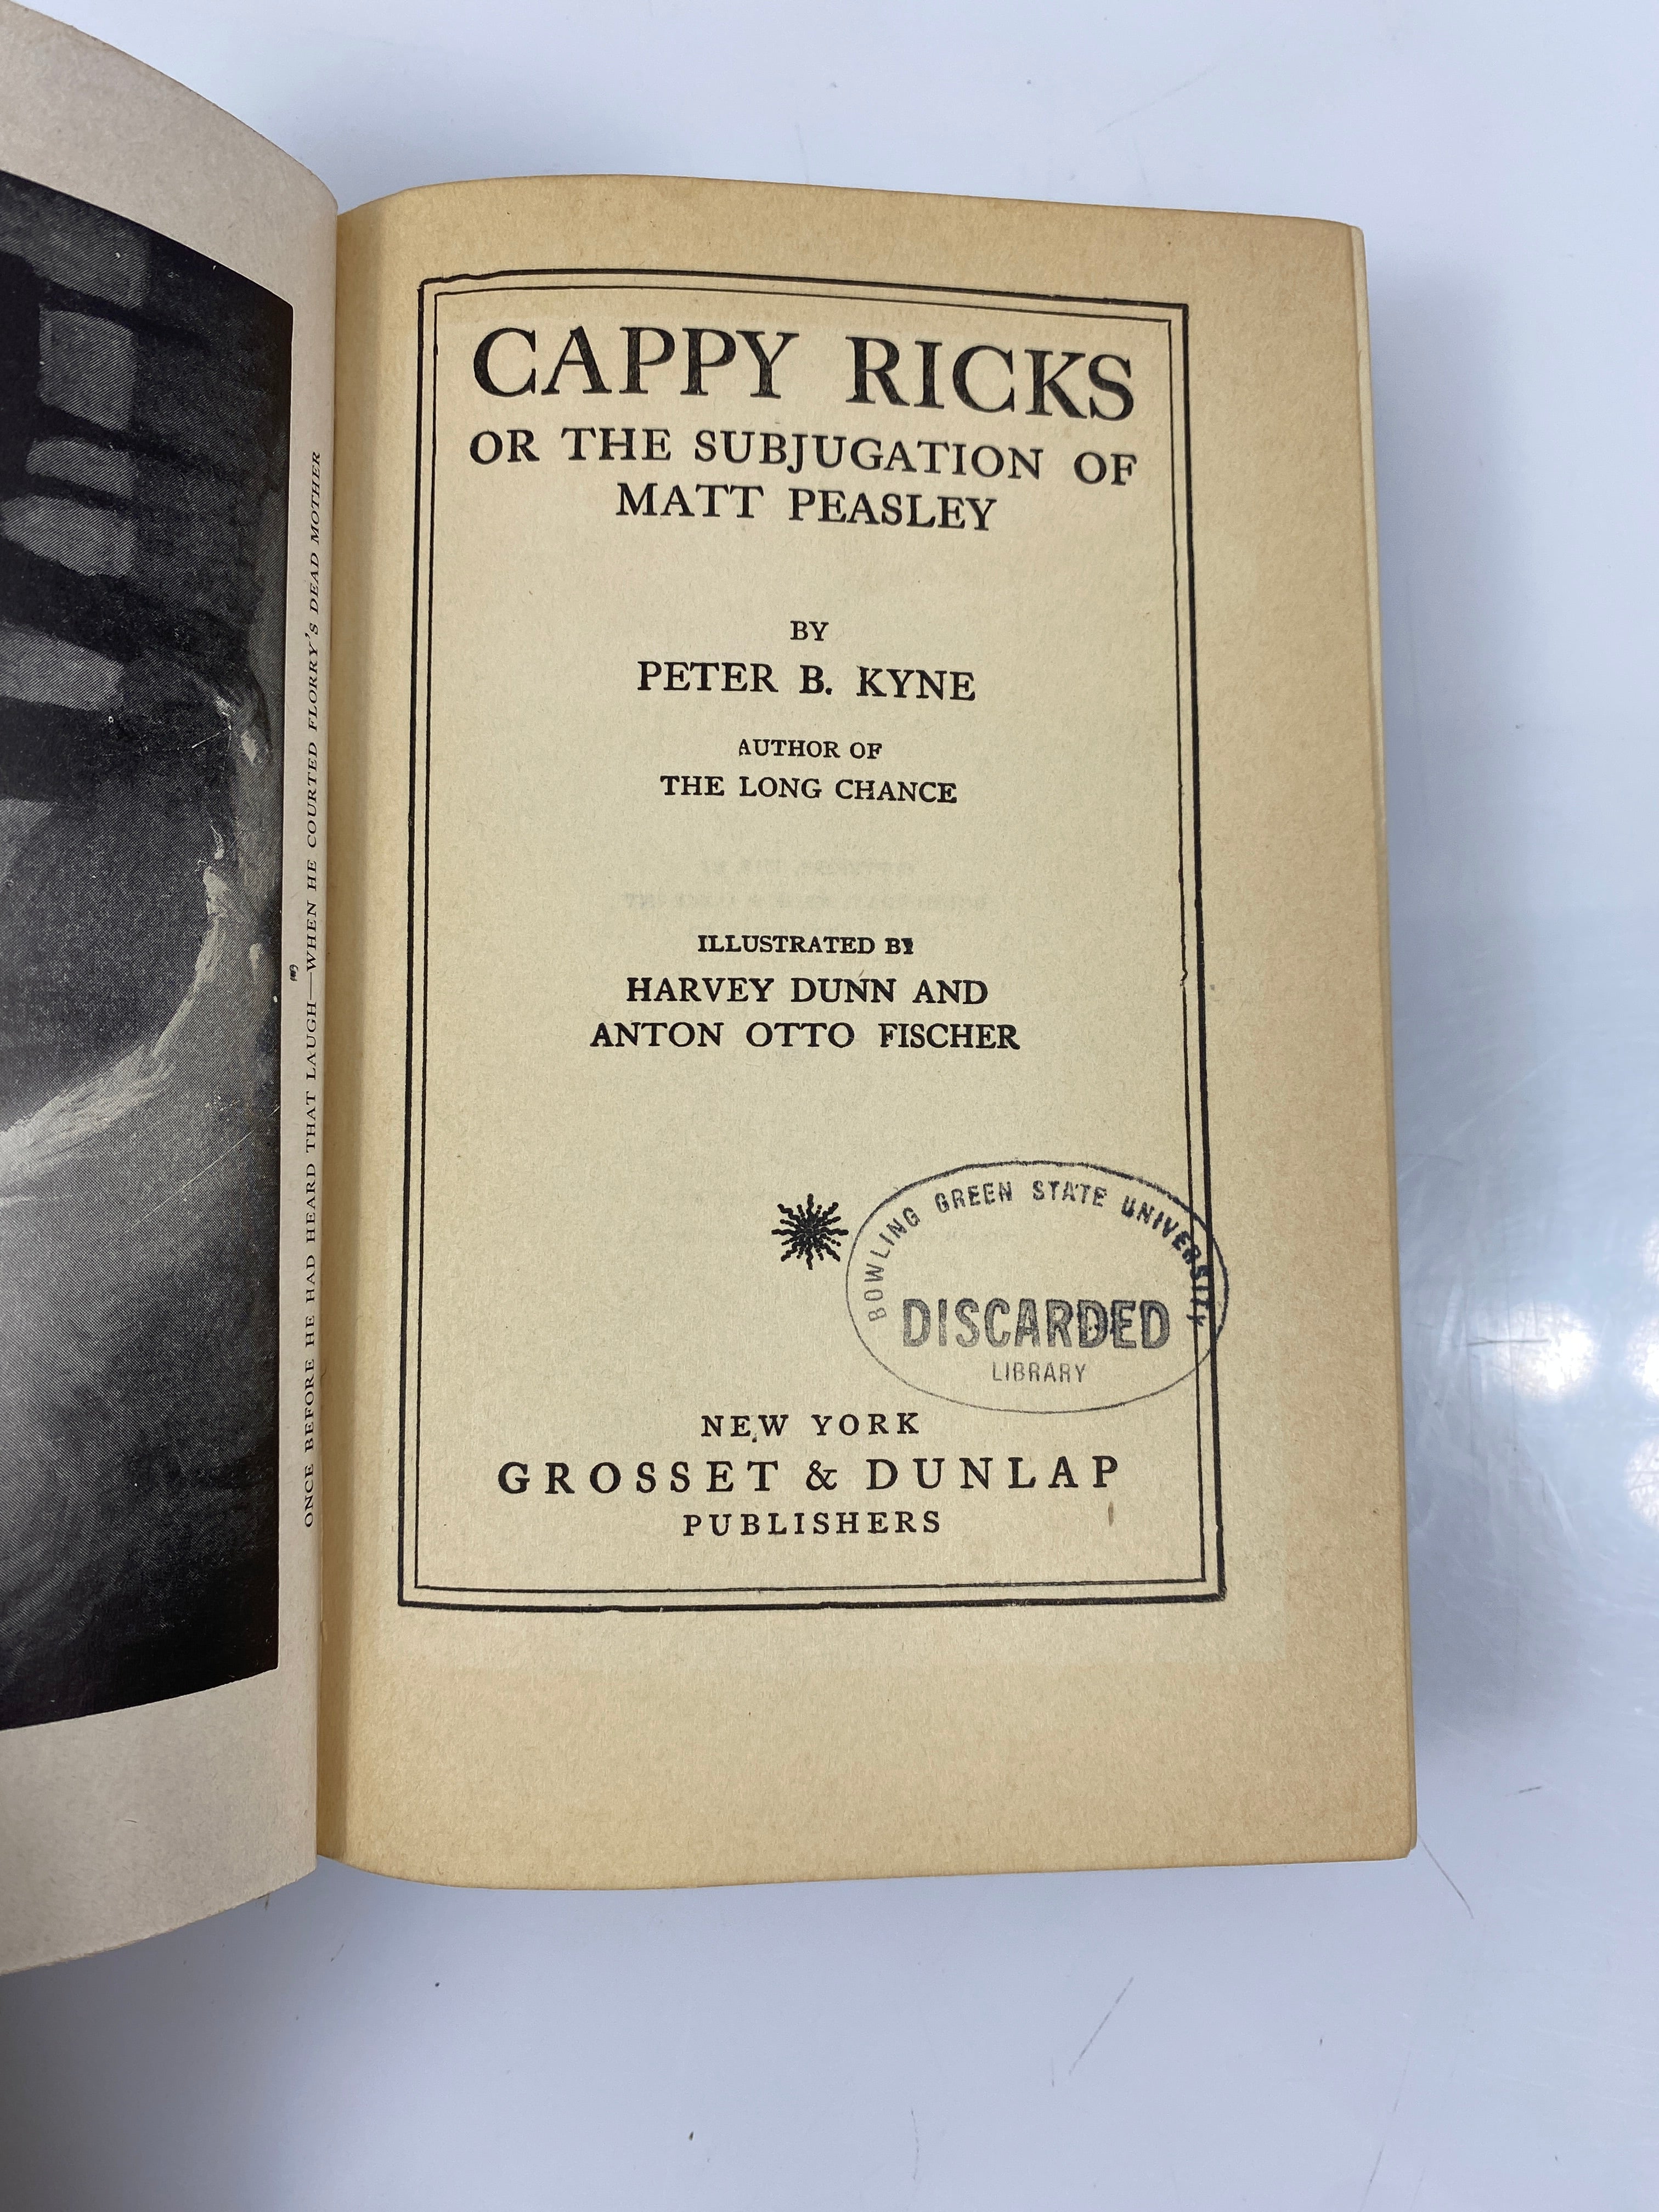 ONCE BEFORE HE HAD HEARD THAT LAUGH—WHEN HE COURTED FLORRY'S DEAD MOTHER
CAPPY RICKS
OR THE SUBJUGATION OF
MATT PEASLEY
BY
PETER B. KYNE
AUTHOR OF
THE LONG CHANCE
ILLUSTRATED BY
HARVEY DUNN AND
ANTON OTTO FISCHER
BOWLING GREEN STATE UNIVERSITY
DISCARDED
LIBRARY
NEW YORK
GROSSET & DUNLAP
PUBLISHERS